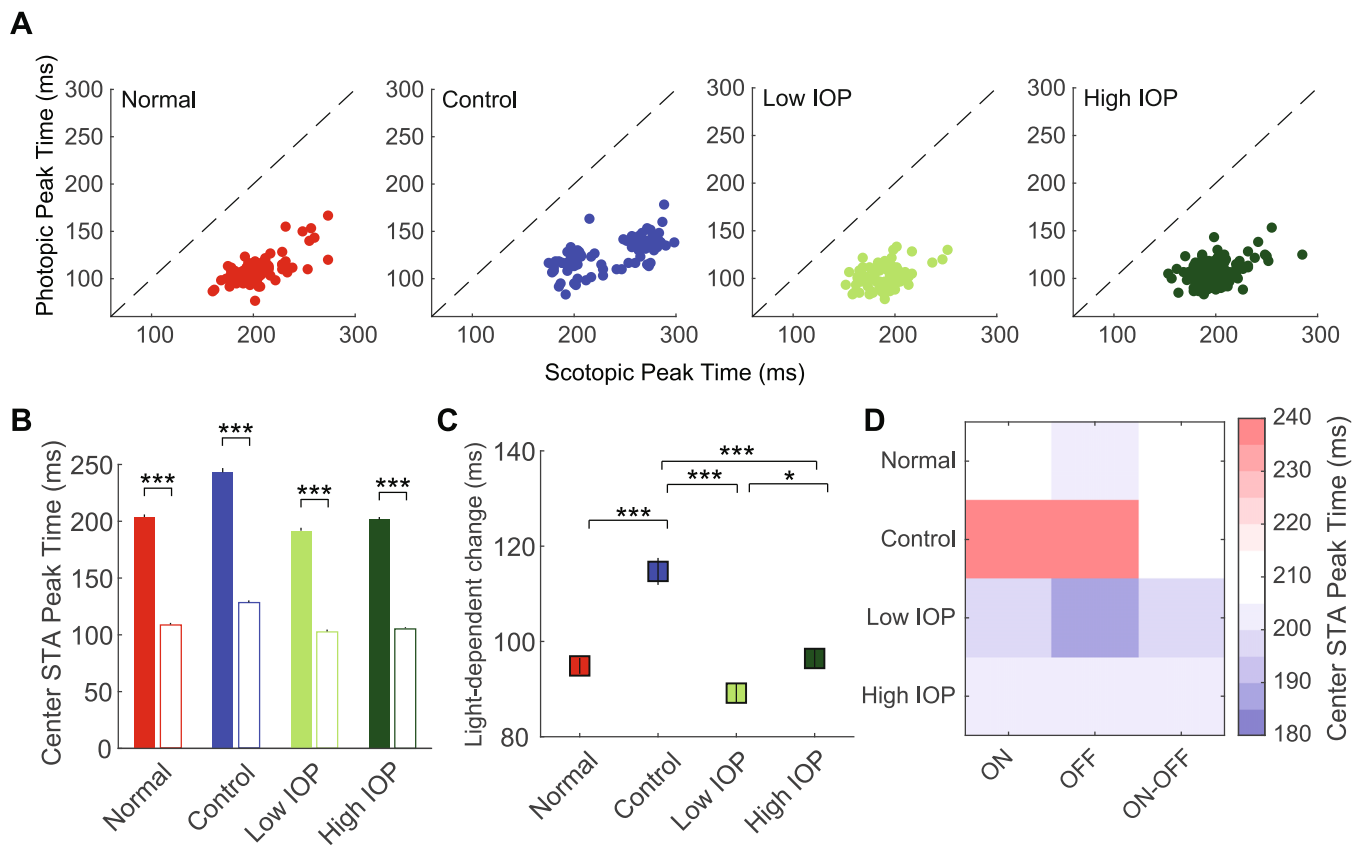 A
Photopic Peak Time (ms)
300
250
200
150
100
Normal
100 200 300
300
250
200
150
100
Control
100 200 300
300
250
200
150
100
Low IOP
100 200 300
300
250
200
150
100
High IOP
100 200 300
Scotopic Peak Time (ms)
B
Center STA Peak Time (ms)
250
200
150
100
50
0
***
***
***
***
Normal
Control
Low IOP
High IOP
C
Light-dependent change (ms)
140
120
100
80
***
***
***
*
Normal
Control
Low IOP
High IOP
D
Normal
Control
Low IOP
High IOP
ON
OFF
ON-OFF
240
230
220
210
200
190
180
Center STA Peak Time (ms)